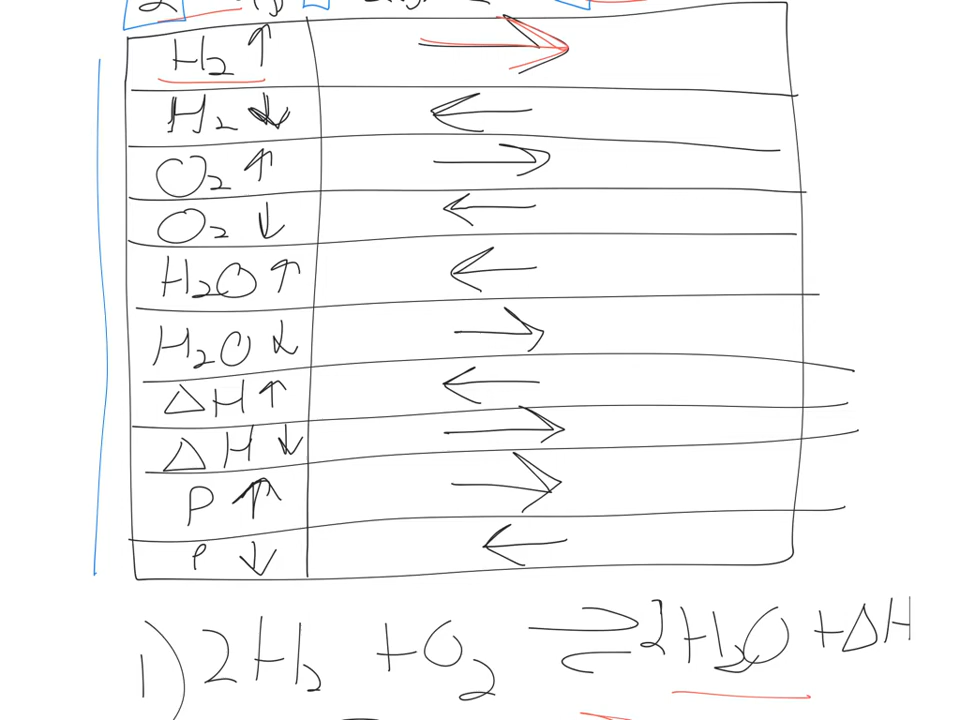 H2 ↑ →
H2 ↓ ←
O2 ↑ →
O2 ↓ ←
H2O ↑ ←
H2O ↓ →
ΔH ↑ ←
ΔH ↓ →
P ↑ →
P ↓ ←
1) 2H2 + O2 ⇌ 2H2O + ΔH